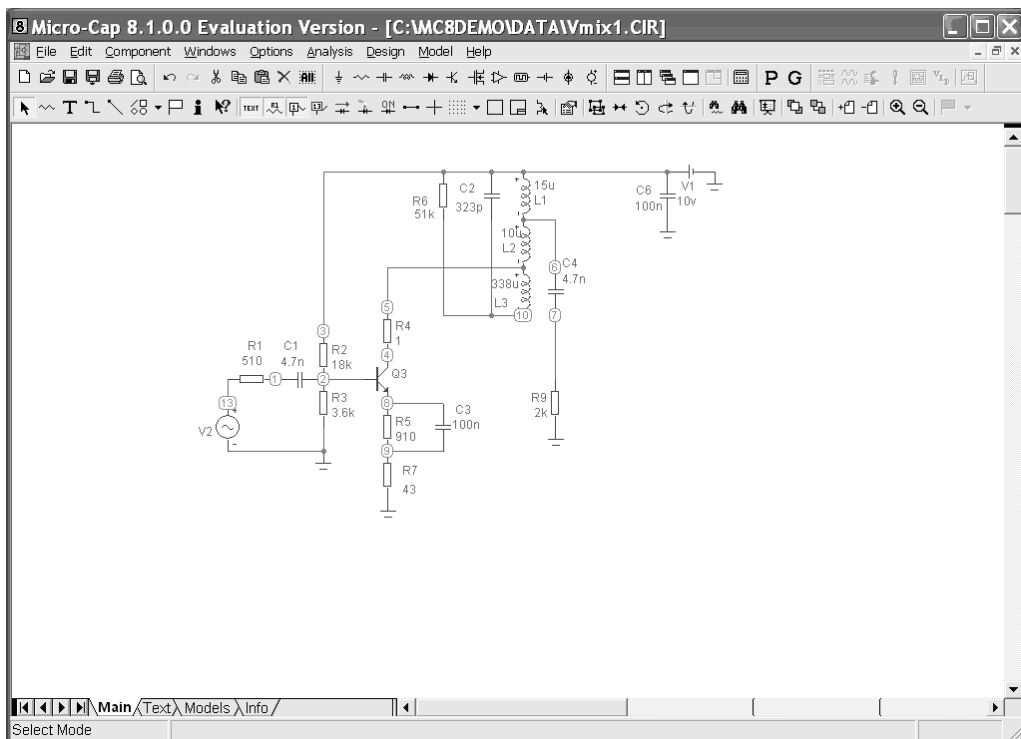 8 Micro-Cap 8.1.0.0 Evaluation Version - [C:\MC8DEMO\DATA\Vmix1.CIR]
File Edit Component Windows Options Analysis Design Model Help
P G
T TEXT ON
C2
323p
15u
L1
R6
51k
C6
100n
V1
10v
10u
L2
6
C4
4.7n
338u
L3
5
10
7
R4
1
3
R1
510
C1
4.7n
R2
18k
4
1
2
Q3
13
R3
3.6k
8
C3
100n
R9
2k
V2
R5
910
9
R7
43
Main Text Models Info
Select Mode